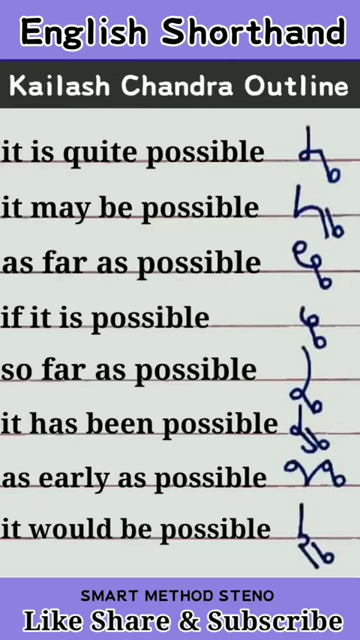 English Shorthand
Kailash Chandra Outline
it is quite possible
it may be possible
as far as possible
if it is possible
so far as possible
it has been possible
as early as possible
it would be possible
SMART METHOD STENO
Like Share & Subscribe